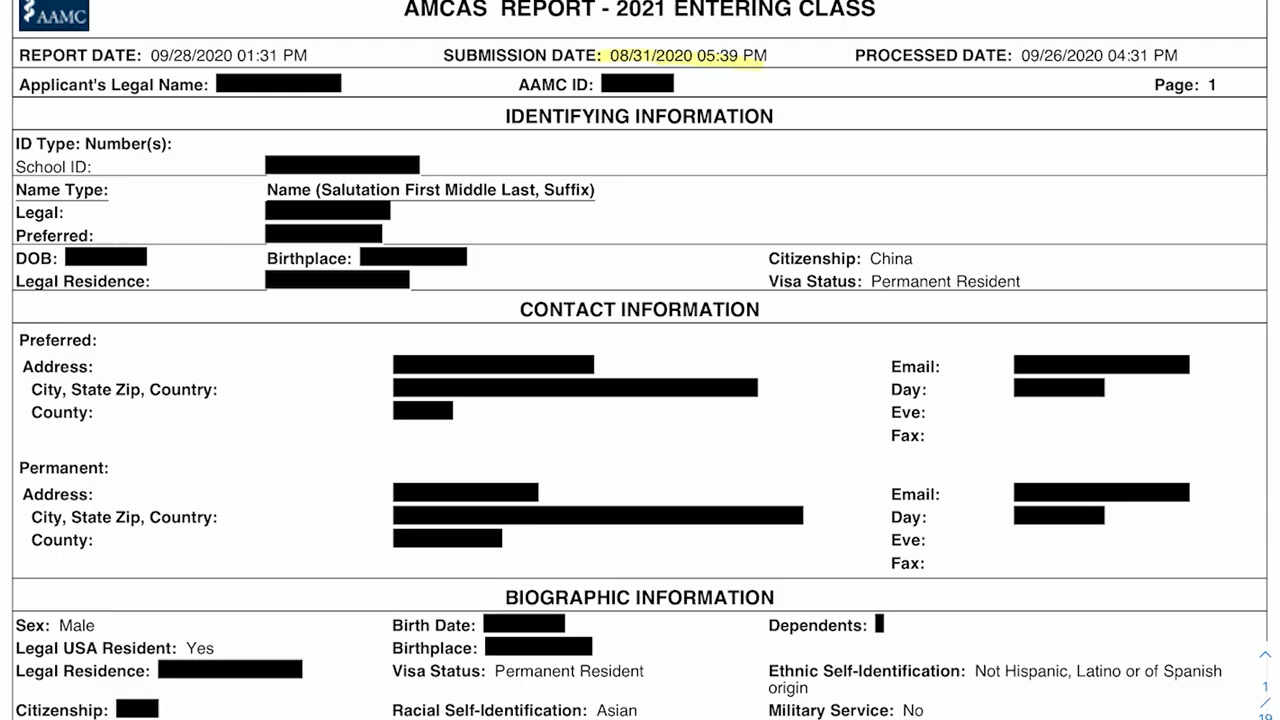 AAMC
AMCAS REPORT - 2021 ENTERING CLASS
REPORT DATE: 09/28/2020 01:31 PM SUBMISSION DATE: 08/31/2020 05:39 PM PROCESSED DATE: 09/26/2020 04:31 PM
Applicant's Legal Name: AAMC ID: Page: 1
IDENTIFYING INFORMATION
ID Type: Number(s):
School ID:
Name Type: Name (Salutation First Middle Last, Suffix)
Legal:
Preferred:
DOB: Birthplace: Citizenship: China
Legal Residence: Visa Status: Permanent Resident
CONTACT INFORMATION
Preferred:
Address: Email:
City, State Zip, Country: Day:
County: Eve:
Fax:
Permanent:
Address: Email:
City, State Zip, Country: Day:
County: Eve:
Fax:
BIOGRAPHIC INFORMATION
Sex: Male Birth Date: Dependents:
Legal USA Resident: Yes Birthplace:
Legal Residence: Visa Status: Permanent Resident Ethnic Self-Identification: Not Hispanic, Latino or of Spanish
origin
Citizenship: Racial Self-Identification: Asian Military Service: No
1
/
19